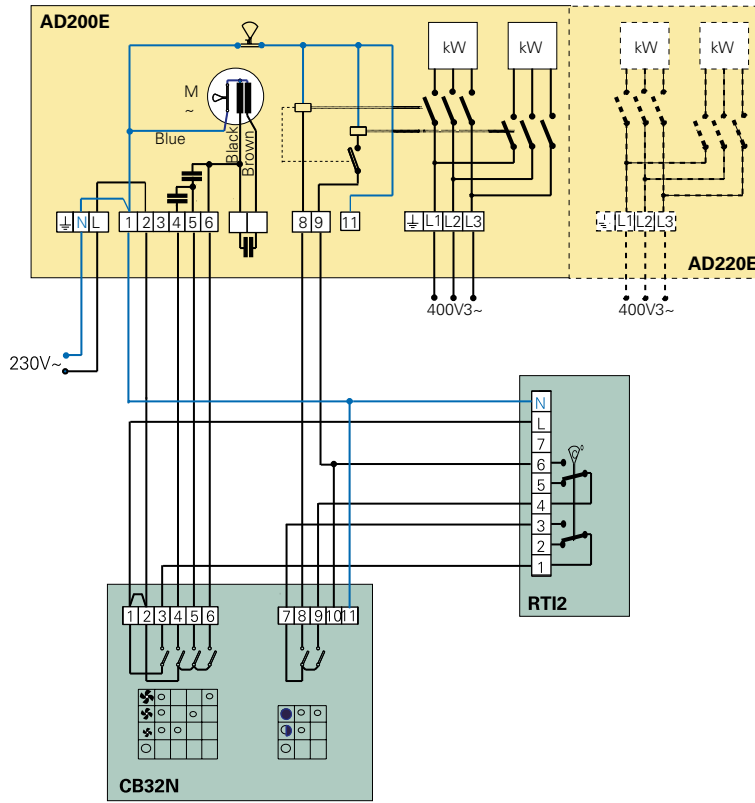 AD200E
kW
kW
kW
kW
M
~
Blue
Black
Brown
N L
1 2 3 4 5 6
8 9
11
L1 L2 L3
L1 L2 L3
AD220E
400V3~
400V3~
230V~
N
L
7
6
5
4
3
2
1
RTI2
1 2 3 4 5 6
7 8 9 10 11
CB32N